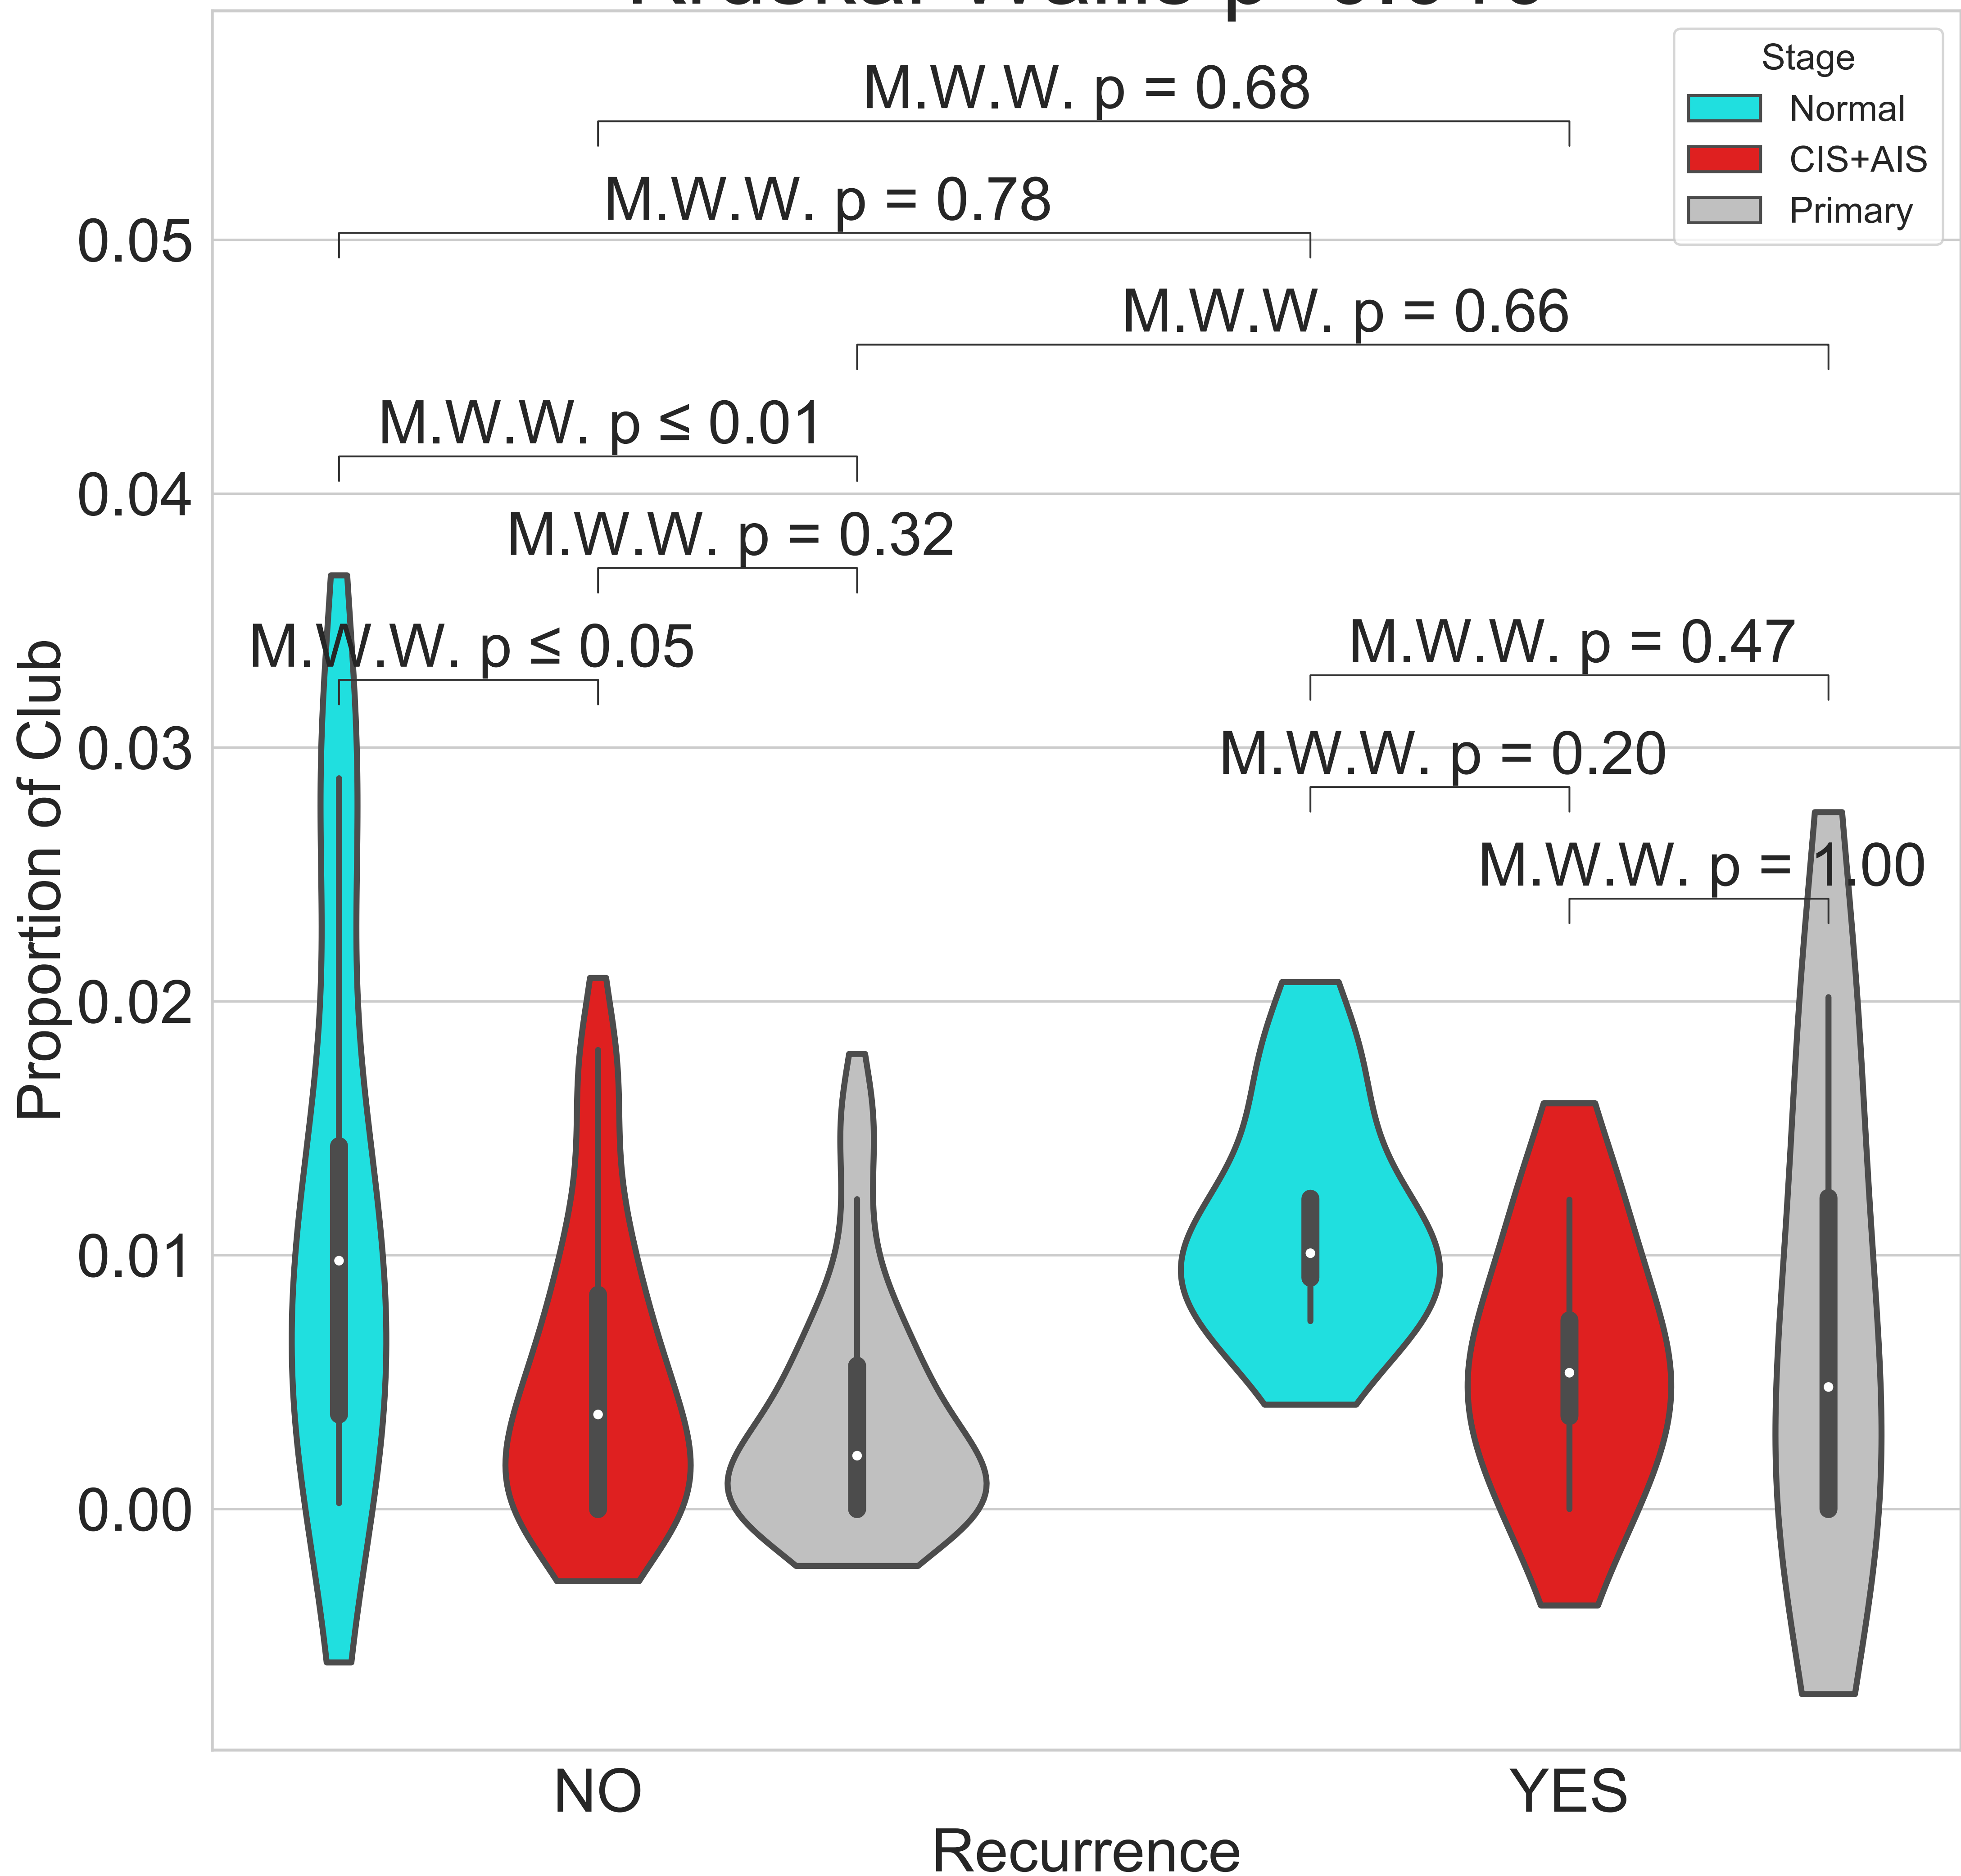 Stage
Normal
CIS+AIS
Primary
M.W.W. p = 0.68
M.W.W. p = 0.78
M.W.W. p = 0.66
M.W.W. p ≤ 0.01
M.W.W. p = 0.32
M.W.W. p ≤ 0.05
M.W.W. p = 0.47
M.W.W. p = 0.20
M.W.W. p = 1.00
0.05
0.04
0.03
0.02
0.01
0.00
Proportion of Club
NO
YES
Recurrence